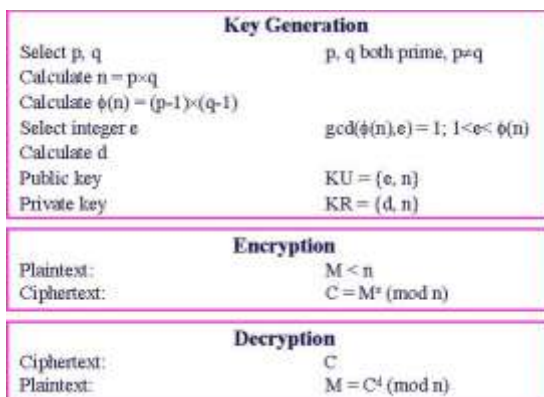 Key Generation
Select p, q p, q both prime, p≠q
Calculate n = p×q
Calculate ϕ(n) = (p-1)×(q-1)
Select integer e gcd(ϕ(n),e) = 1; 1<e< ϕ(n)
Calculate d
Public key KU = {e, n}
Private key KR = {d, n}
Encryption
Plaintext: M < n
Ciphertext: C = Mᵉ (mod n)
Decryption
Ciphertext: C
Plaintext: M = Cᵈ (mod n)